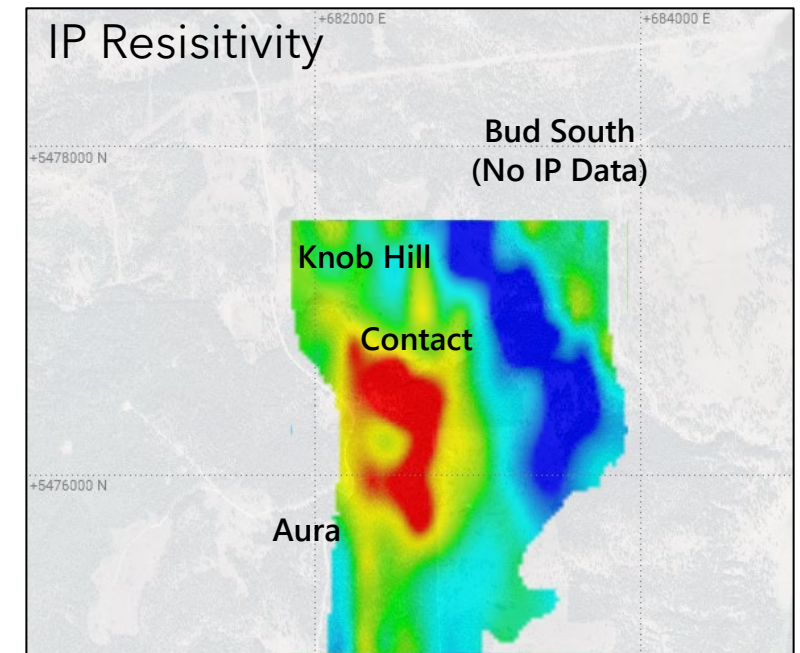 IP Resisitivity
+682000 E
+684000 E
Bud South
(No IP Data)
+5478000 N
Knob Hill
Contact
+5476000 N
Aura